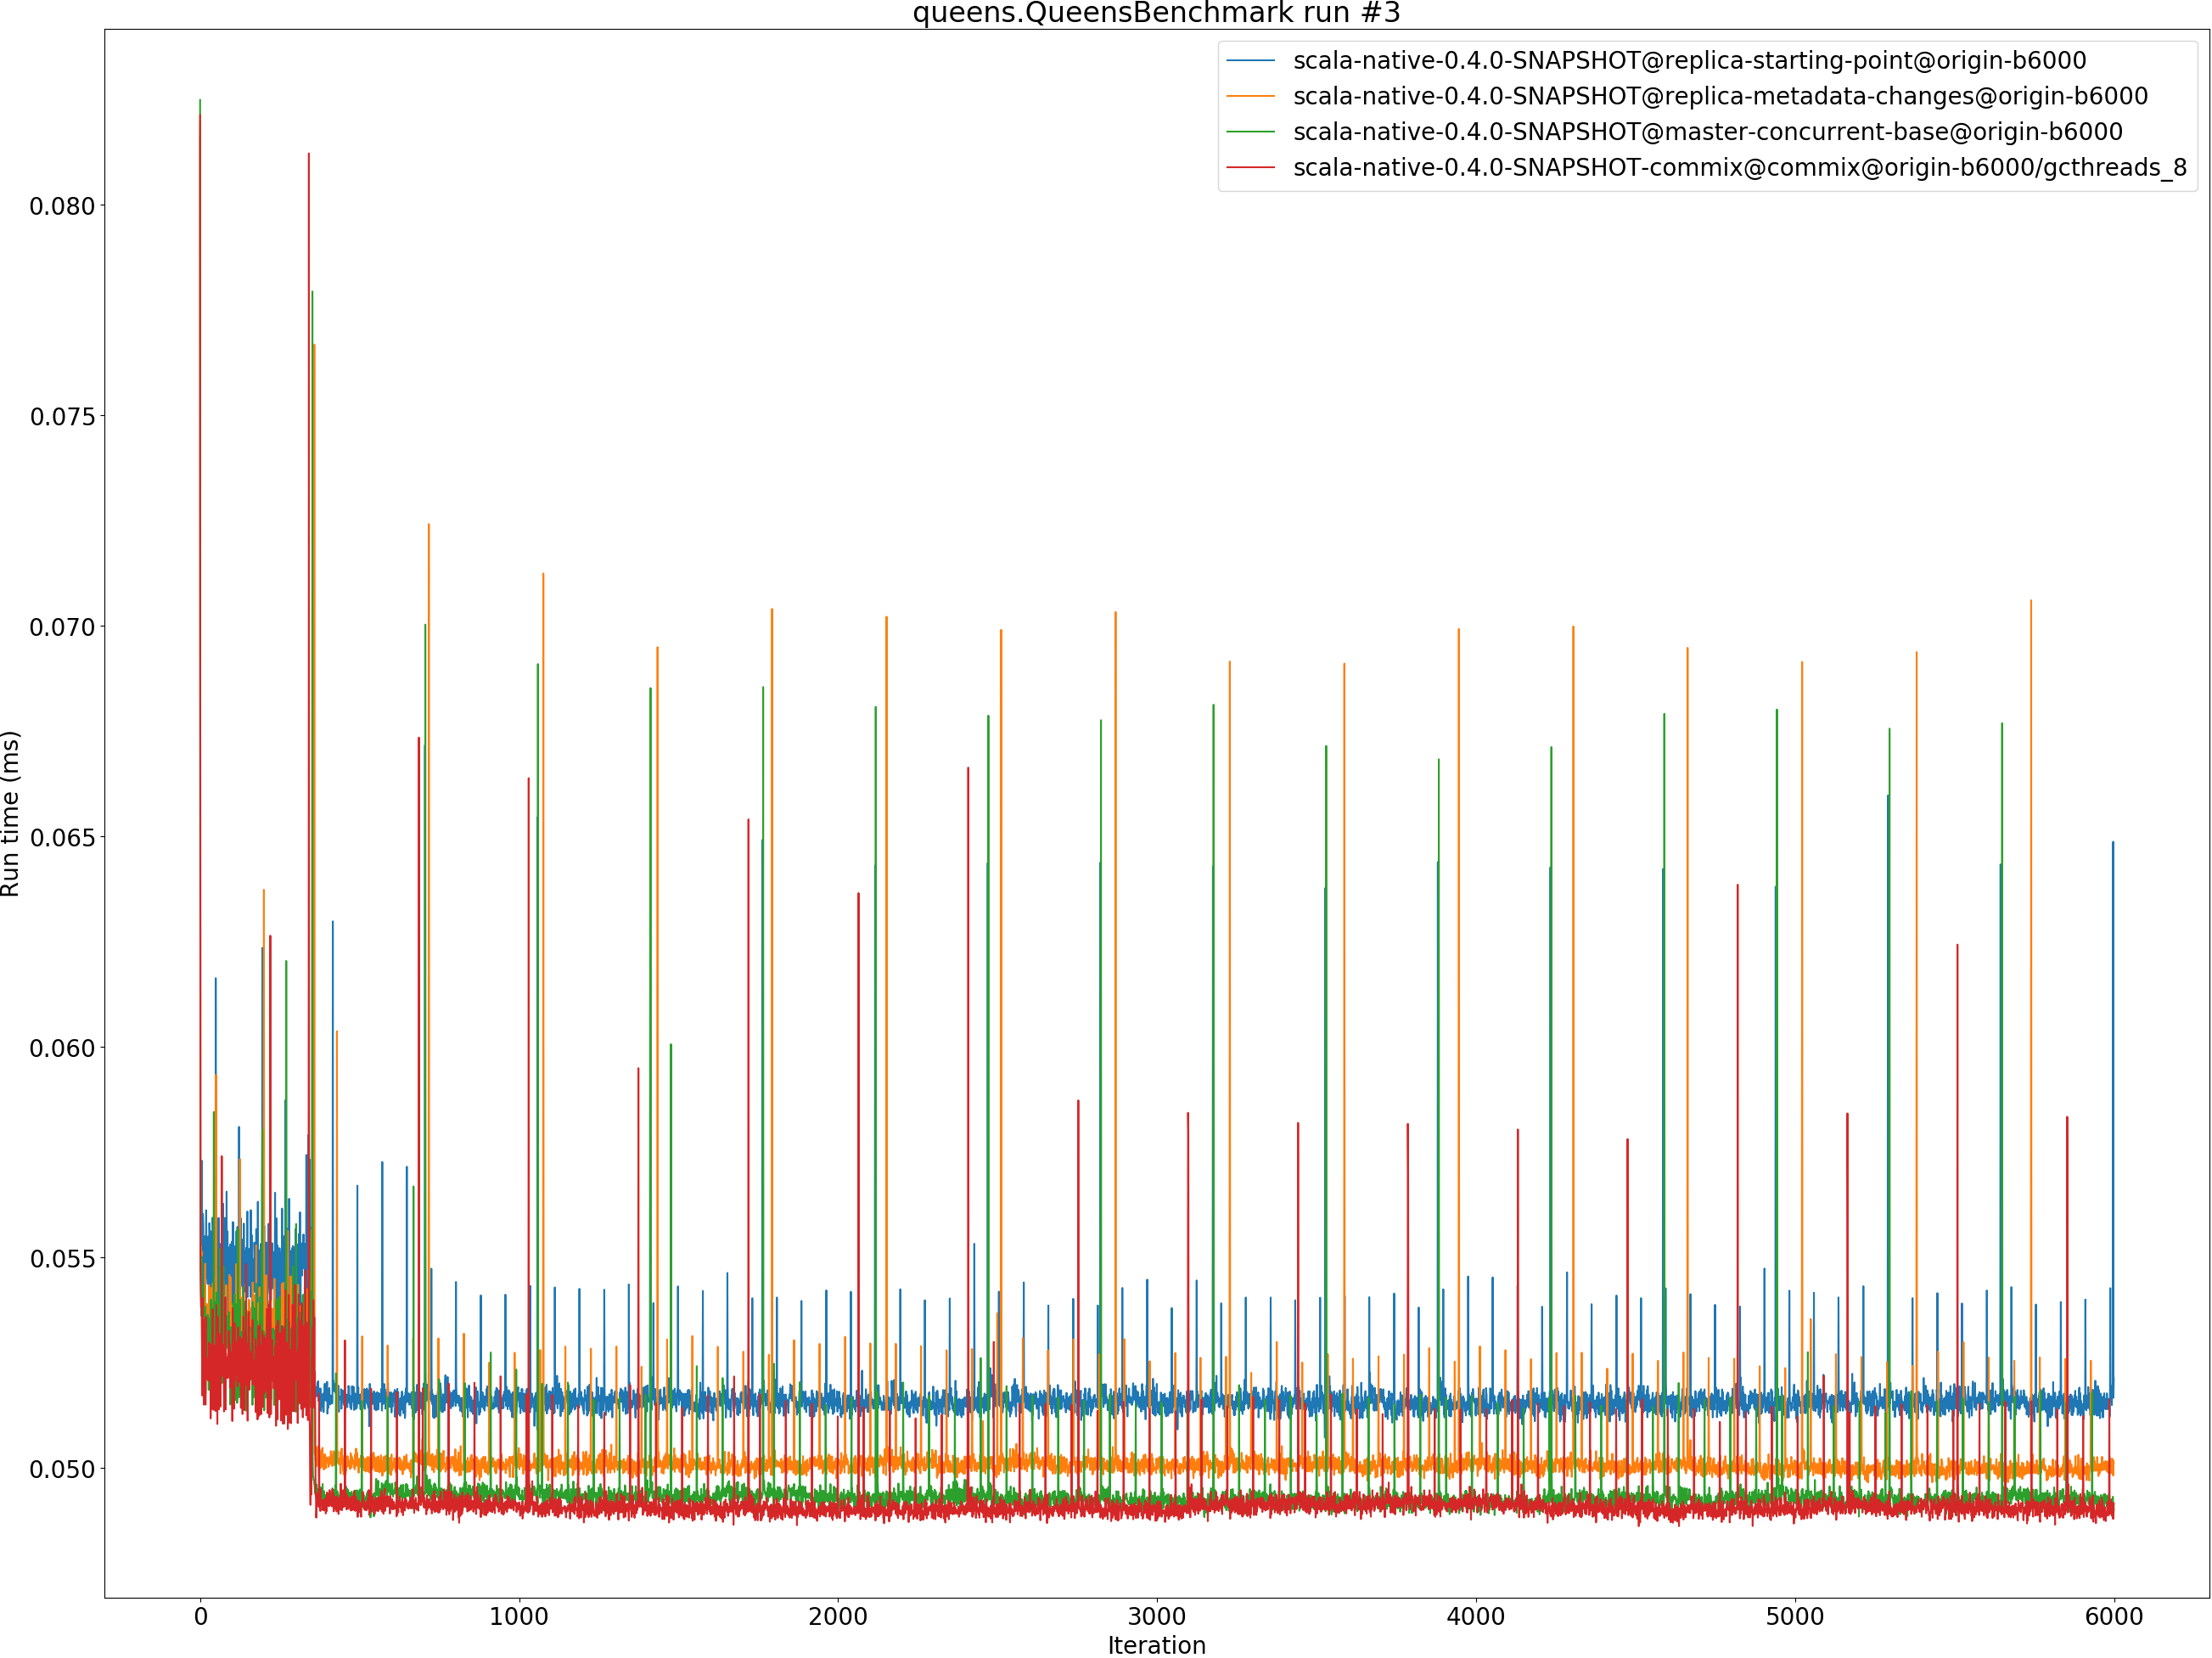 queens.QueensBenchmark run #3
scala-native-0.4.0-SNAPSHOT@replica-starting-point@origin-b6000
scala-native-0.4.0-SNAPSHOT@replica-metadata-changes@origin-b6000
scala-native-0.4.0-SNAPSHOT@master-concurrent-base@origin-b6000
scala-native-0.4.0-SNAPSHOT-commix@commix@origin-b6000/gcthreads_8
0.080
0.075
0.070
0.065
0.060
0.055
0.050
Run time (ms)
0 1000 2000 3000 4000 5000 6000
Iteration